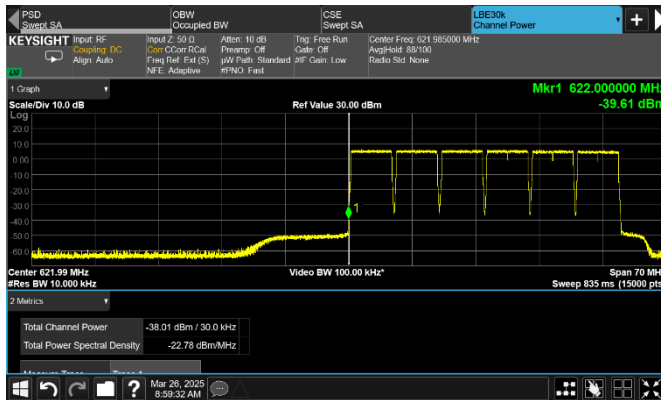 PSD
Swept SA
OBW
Occupied BW
CSE
Swept SA
LBE30k
Channel Power
KEYSIGHT
Input: RF
Coupling: DC
Align: Auto
Input Z: 50 Ω
Corr CCorr RCal
Freq Ref: Ext (S)
NFE: Adaptive
Atten: 10 dB
Preamp: Off
µW Path: Standard
#PNO: Fast
Trig: Free Run
Gate: Off
#IF Gain: Low
Center Freq: 621.985000 MHz
Avg|Hold: 88/100
Radio Std: None
1 Graph
Mkr1 622.000000 MHz
Scale/Div 10.0 dB
Ref Value 30.00 dBm
-39.61 dBm
Log
20.0
10.0
0.00
-10.0
-20.0
-30.0
-40.0
-50.0
-60.0
1
Center 621.99 MHz
Video BW 100.00 kHz*
Span 70 MH
#Res BW 10.000 kHz
Sweep 835 ms (15000 pts
2 Metrics
Total Channel Power -38.01 dBm / 30.0 kHz
Total Power Spectral Density -22.78 dBm/MHz
Mar 26, 2025
8:59:32 AM